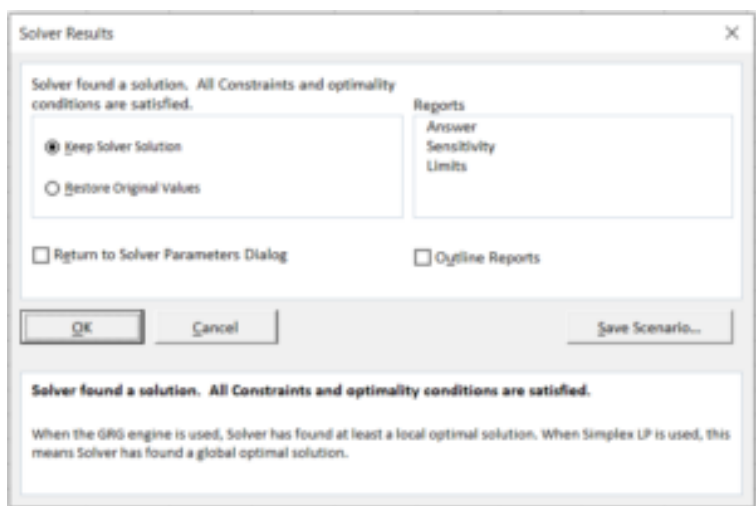 Solver Results
Solver found a solution. All Constraints and optimality
conditions are satisfied.
Reports
Answer
Sensitivity
Limits
Keep Solver Solution
Restore Original Values
Return to Solver Parameters Dialog
Outline Reports
OK
Cancel
Save Scenario...
Solver found a solution. All Constraints and optimality conditions are satisfied.
When the GRG engine is used, Solver has found at least a local optimal solution. When Simplex LP is used, this
means Solver has found a global optimal solution.